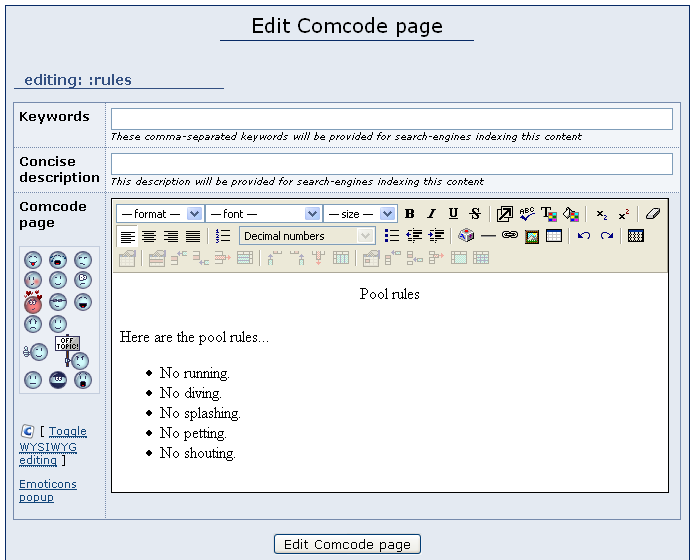 Edit Comcode page
editing: :rules
Keywords
These comma-separated keywords will be provided for search-engines indexing this content
Concise
description
This description will be provided for search-engines indexing this content
Comcode
page
— format — — font — — size — B I U S ABC T x₂ x²
Decimal numbers
OFF
TOPIC!
Pool rules
Here are the pool rules...
• No running.
• No diving.
• No splashing.
• No petting.
• No shouting.
[ Toggle
WYSIWYG
editing ]
Emoticons
popup
Edit Comcode page